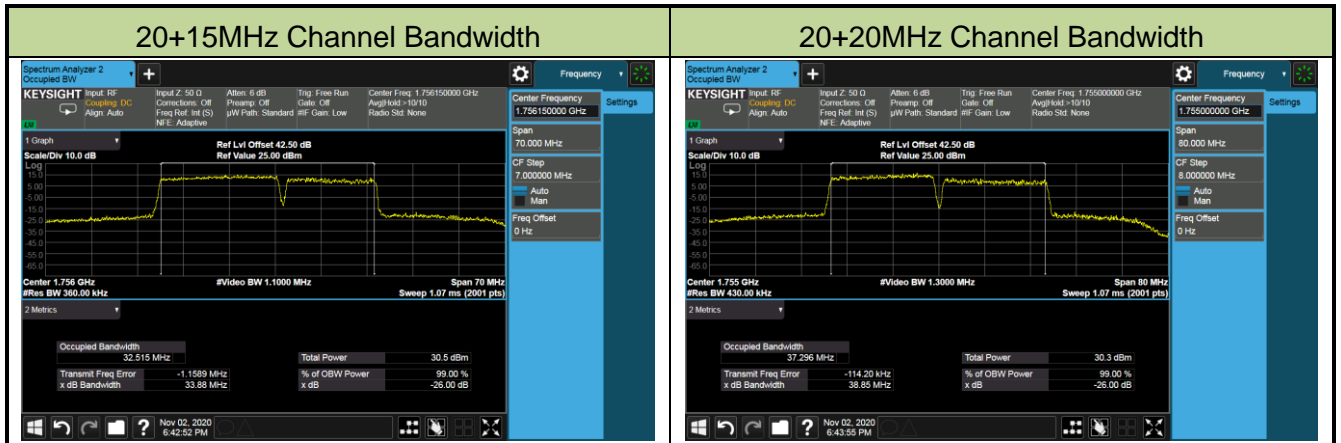 20+15MHz Channel Bandwidth
Spectrum Analyzer 2
Occupied BW
+
Frequency
KEYSIGHT
Input: RF
Coupling: DC
Align: Auto
Input Z: 50 Ω
Corrections: Off
Freq Ref: Int (S)
NFE: Adaptive
Atten: 6 dB
Preamp: Off
µW Path: Standard
Trig: Free Run
Gate: Off
#IF Gain: Low
Center Freq: 1.756150000 GHz
Avg|Hold:>10/10
Radio Std: None
LXI
Center Frequency
1.756150000 GHz
Settings
Span
70.000 MHz
CF Step
7.000000 MHz
Auto
Man
Freq Offset
0 Hz
1 Graph
Scale/Div 10.0 dB
Ref Lvl Offset 42.50 dB
Ref Value 25.00 dBm
Log
15.0
5.00
-5.00
-15.0
-25.0
-35.0
-45.0
-55.0
-65.0
Center 1.756 GHz
#Video BW 1.1000 MHz
Span 70 MHz
#Res BW 360.00 kHz
Sweep 1.07 ms (2001 pts)
2 Metrics
Occupied Bandwidth
32.515 MHz
Total Power 30.5 dBm
Transmit Freq Error -1.1589 MHz
% of OBW Power 99.00 %
x dB Bandwidth 33.88 MHz
x dB -26.00 dB
?
Nov 02, 2020
6:42:52 PM
20+20MHz Channel Bandwidth
Spectrum Analyzer 2
Occupied BW
+
Frequency
KEYSIGHT
Input: RF
Coupling: DC
Align: Auto
Input Z: 50 Ω
Corrections: Off
Freq Ref: Int (S)
NFE: Adaptive
Atten: 6 dB
Preamp: Off
µW Path: Standard
Trig: Free Run
Gate: Off
#IF Gain: Low
Center Freq: 1.755000000 GHz
Avg|Hold:>10/10
Radio Std: None
LXI
Center Frequency
1.755000000 GHz
Settings
Span
80.000 MHz
CF Step
8.000000 MHz
Auto
Man
Freq Offset
0 Hz
1 Graph
Scale/Div 10.0 dB
Ref Lvl Offset 42.50 dB
Ref Value 25.00 dBm
Log
15.0
5.00
-5.00
-15.0
-25.0
-35.0
-45.0
-55.0
-65.0
Center 1.755 GHz
#Video BW 1.3000 MHz
Span 80 MHz
#Res BW 430.00 kHz
Sweep 1.07 ms (2001 pts)
2 Metrics
Occupied Bandwidth
37.296 MHz
Total Power 30.3 dBm
Transmit Freq Error -114.20 kHz
% of OBW Power 99.00 %
x dB Bandwidth 38.85 MHz
x dB -26.00 dB
?
Nov 02, 2020
6:43:55 PM